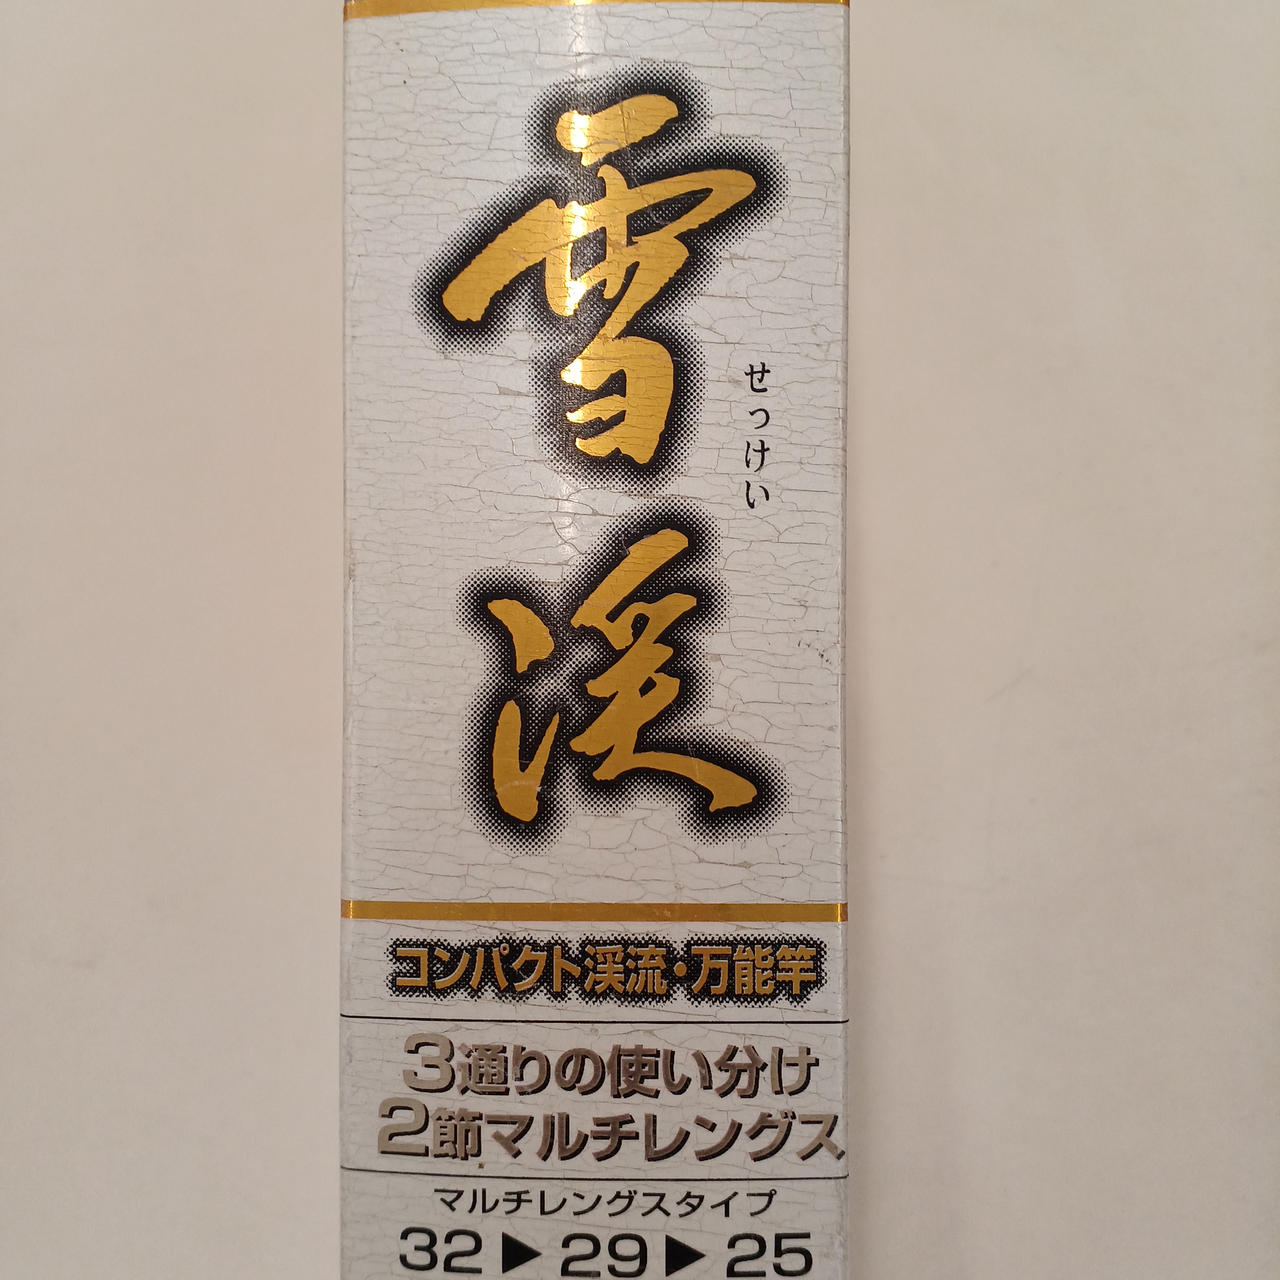 雪渓
せっけい
コンパクト渓流・万能竿
3通りの使い分け
2節マルチレングス
マルチレングスタイプ
32▶29▶25